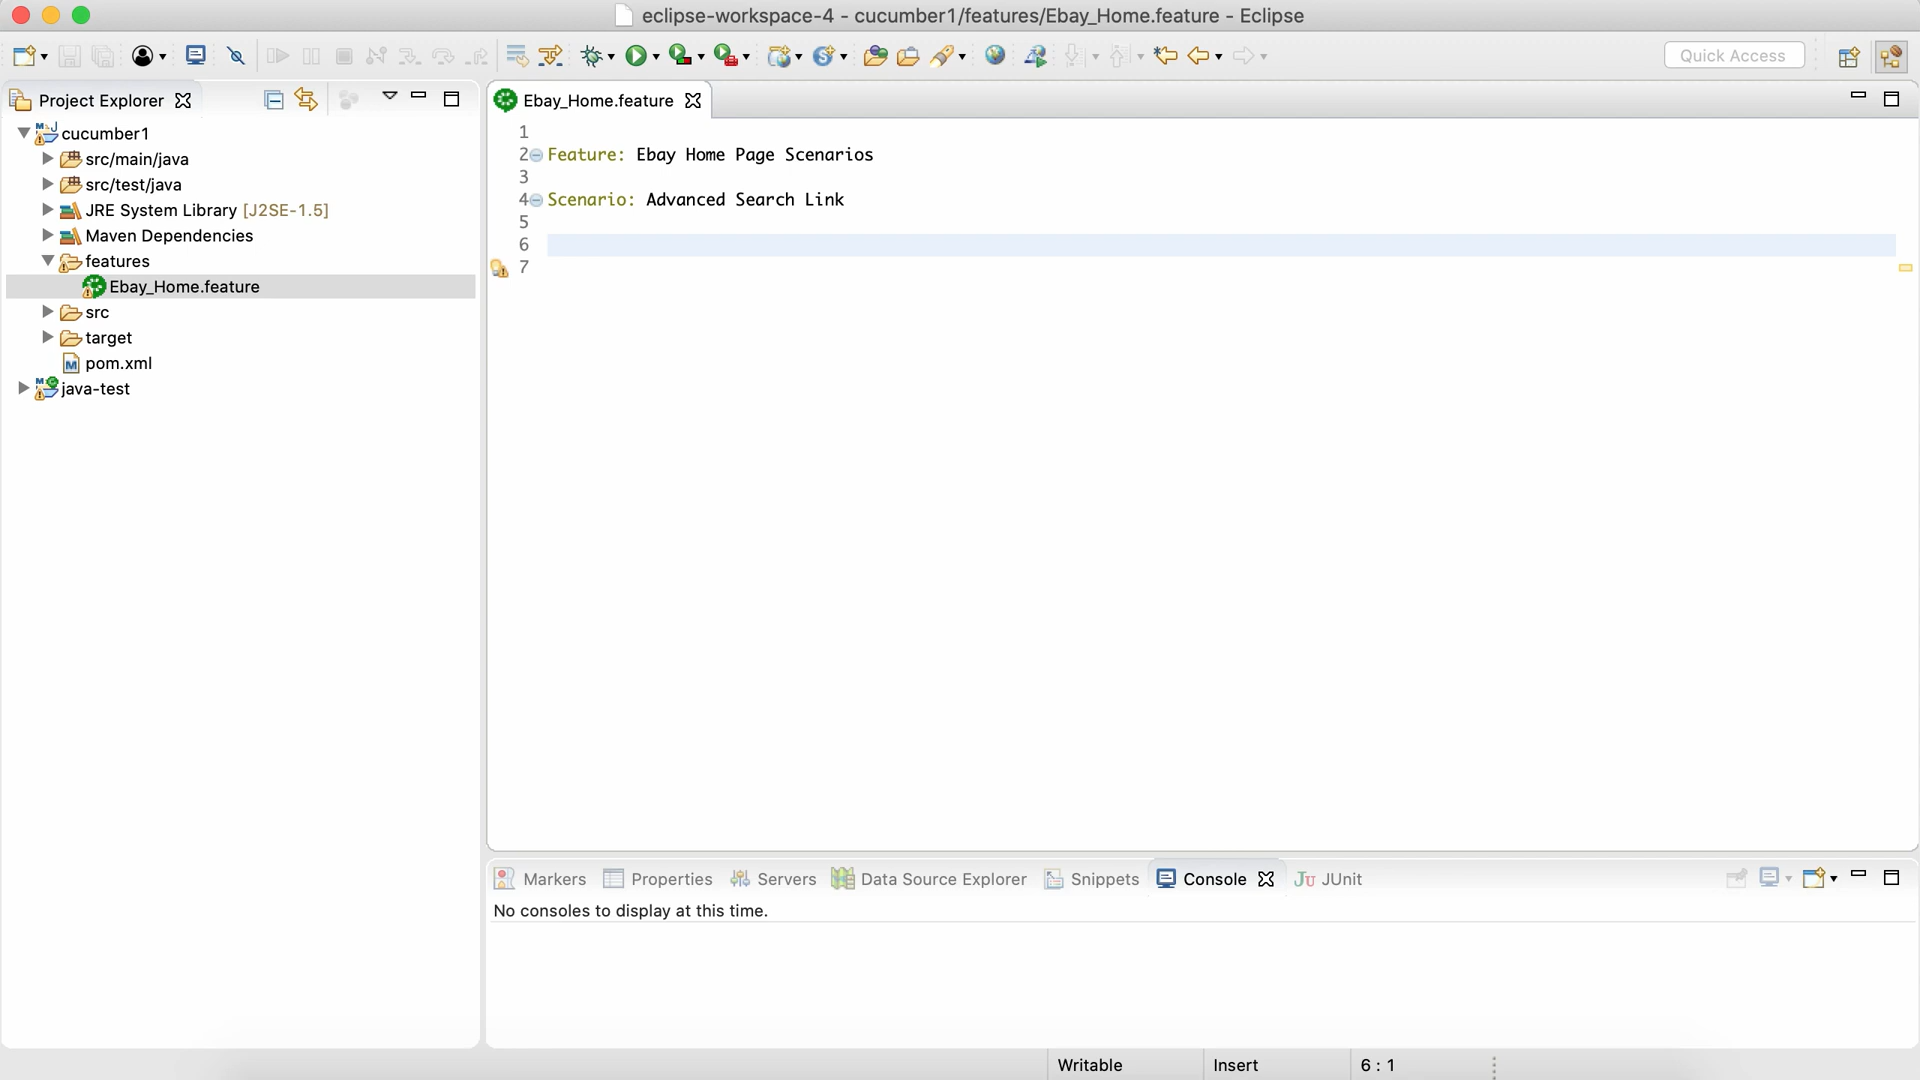 eclipse-workspace-4 - cucumber1/features/Ebay_Home.feature - Eclipse
Quick Access
Project Explorer
cucumber1
src/main/java
src/test/java
JRE System Library [J2SE-1.5]
Maven Dependencies
features
Ebay_Home.feature
src
target
pom.xml
java-test
Ebay_Home.feature
1
2 Feature: Ebay Home Page Scenarios
3
4 Scenario: Advanced Search Link
5
6
7
Markers Properties Servers Data Source Explorer Snippets Console JUnit
No consoles to display at this time.
Writable Insert 6 : 1